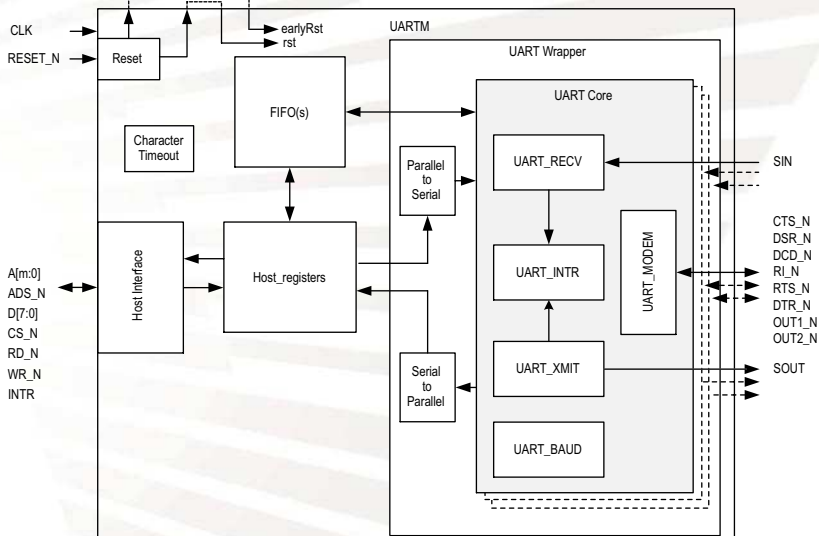 CLK
RESET_N
Reset
earlyRst
rst
UARTM
UART Wrapper
UART Core
FIFO(s)
Character
Timeout
Parallel
to
Serial
UART_RECV
SIN
A[m:0]
ADS_N
D[7:0]
CS_N
RD_N
WR_N
INTR
Host Interface
Host_registers
UART_INTR
UART_MODEM
CTS_N
DSR_N
DCD_N
RI_N
RTS_N
DTR_N
OUT1_N
OUT2_N
Serial
to
Parallel
UART_XMIT
SOUT
UART_BAUD